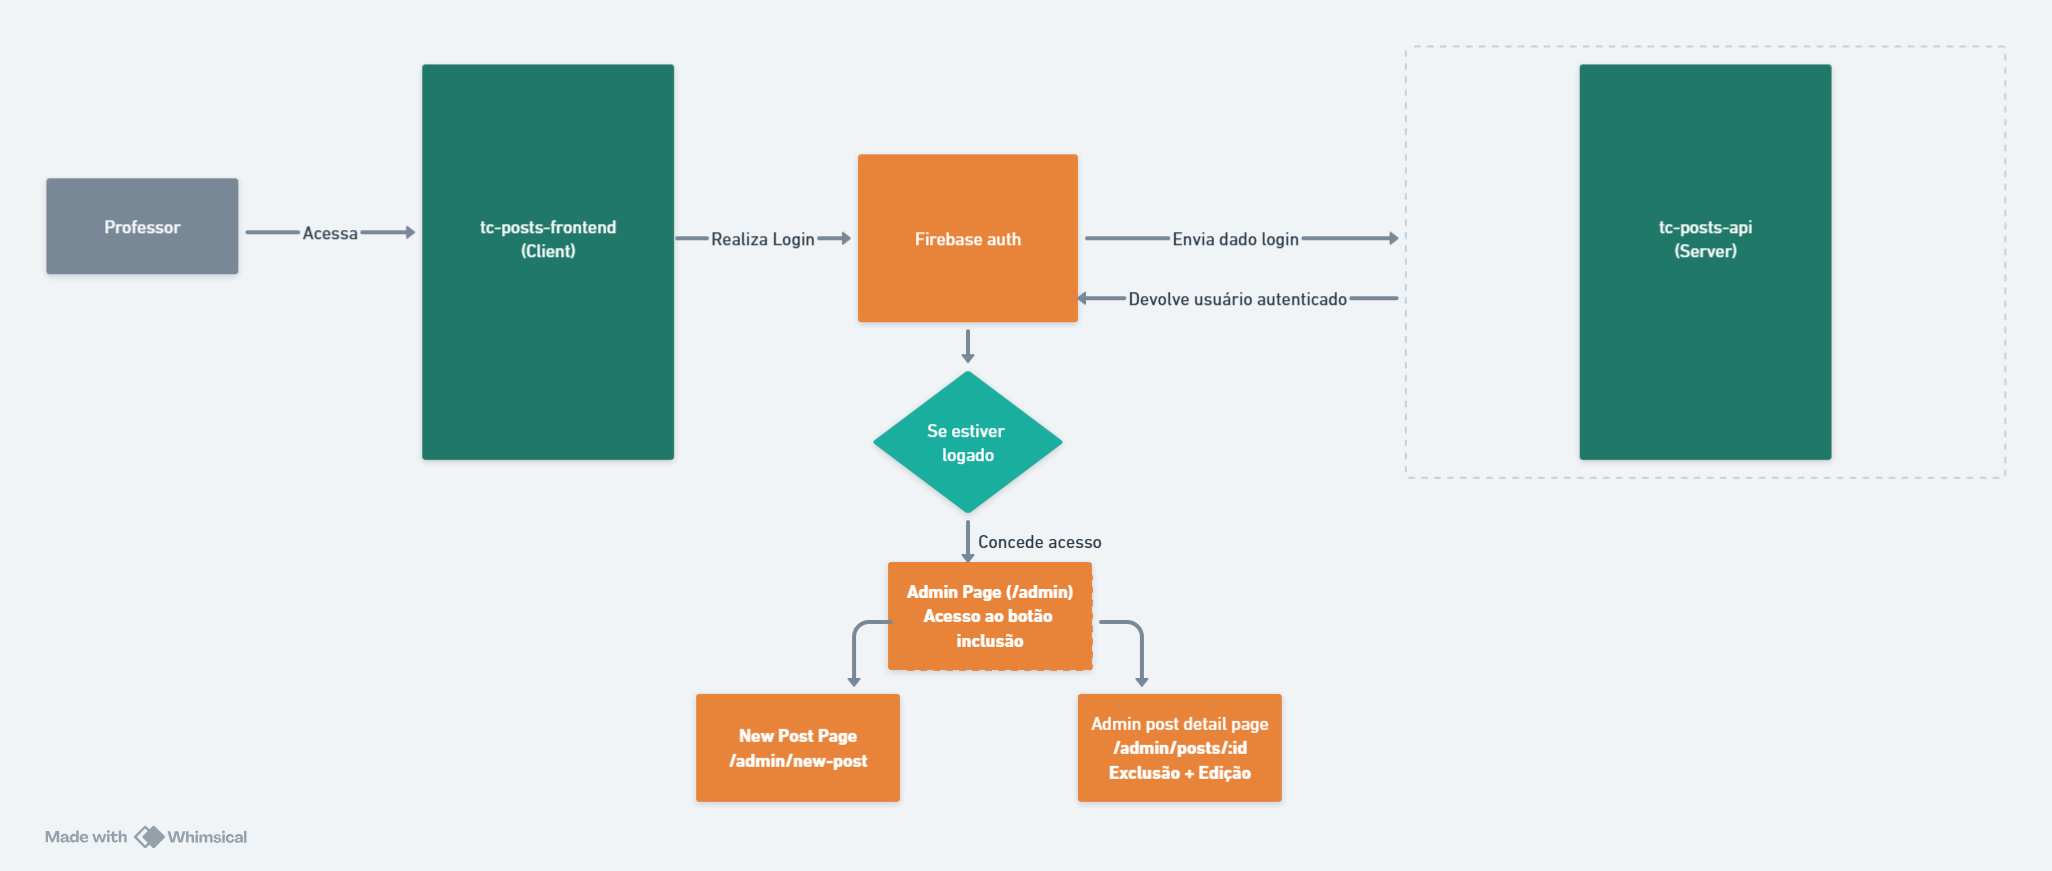 Professor
Acessa
tc-posts-frontend
(Client)
Realiza Login
Firebase auth
Envia dado login
Devolve usuário autenticado
tc-posts-api
(Server)
Se estiver
logado
Concede acesso
Admin Page (/admin)
Acesso ao botão
inclusão
New Post Page
/admin/new-post
Admin post detail page
/admin/posts/:id
Exclusão + Edição
Made with Whimsical